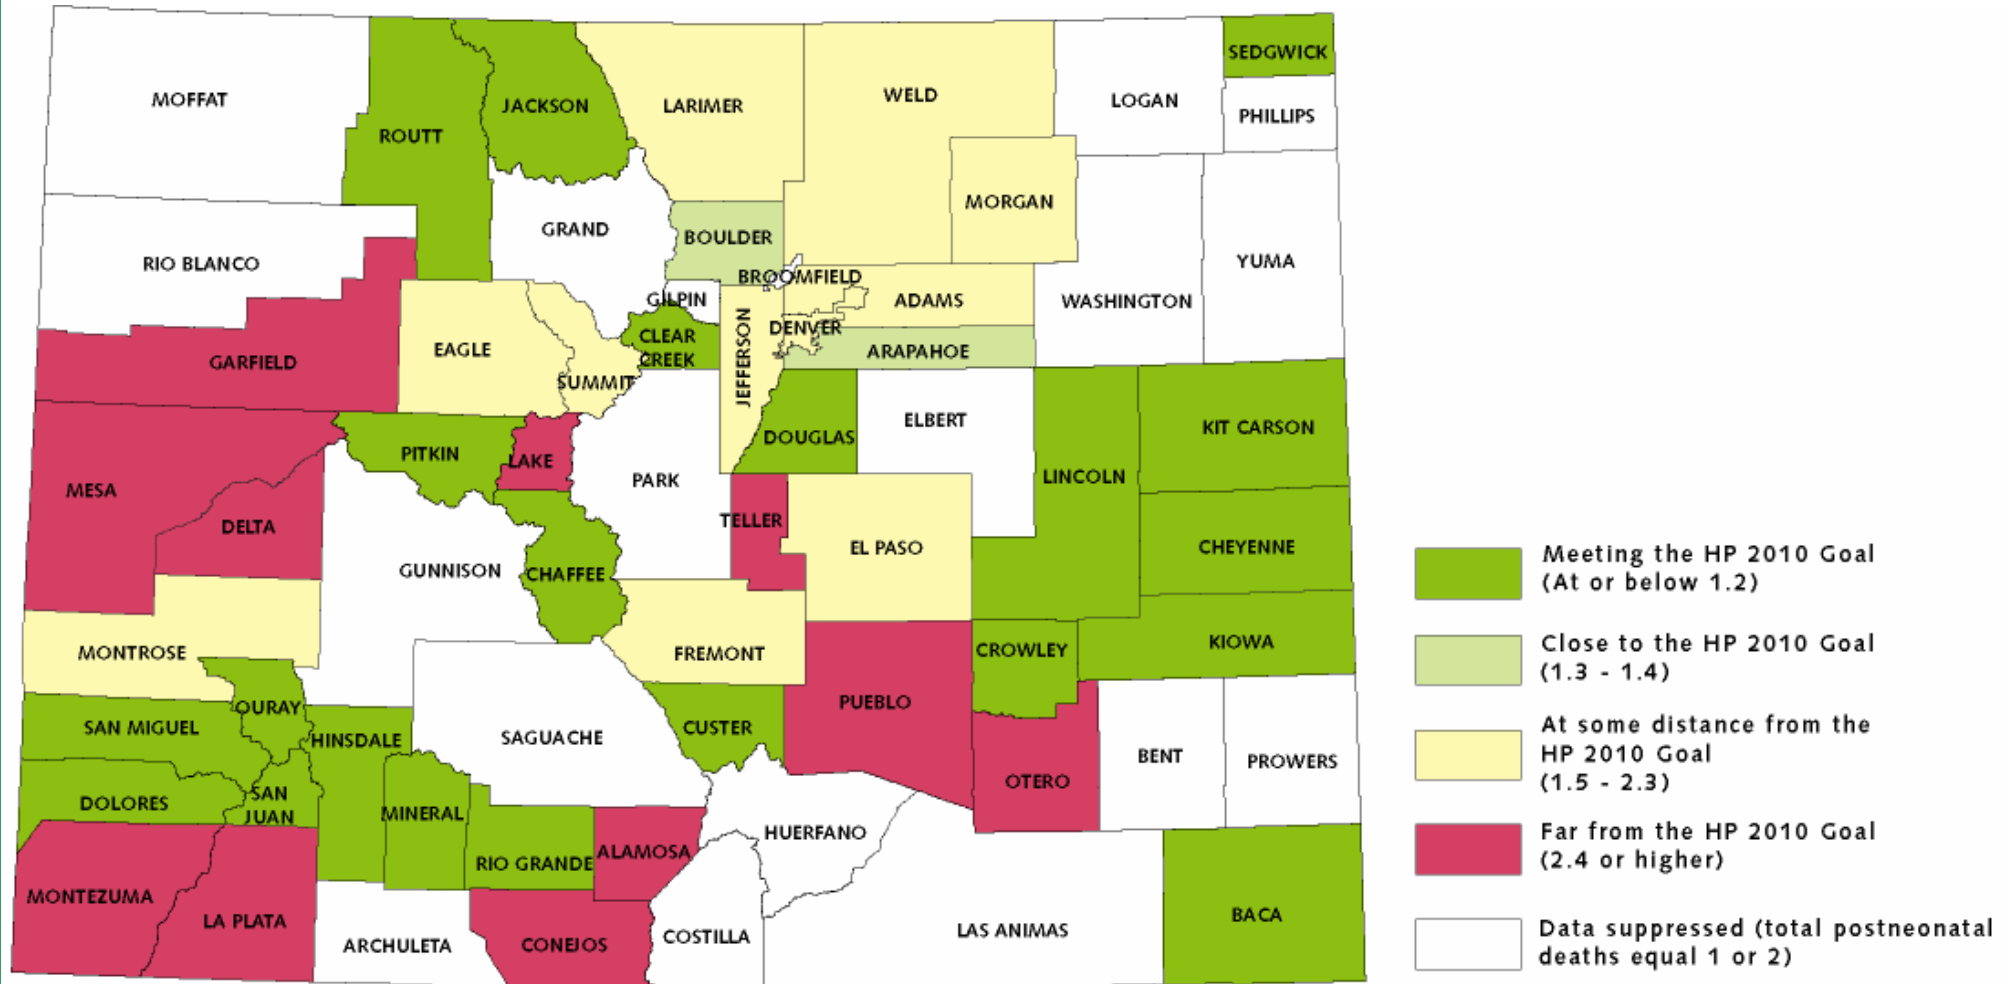 SEDGWICK
MOFFAT
JACKSON
LARIMER
WELD
LOGAN
PHILLIPS
ROUTT
MORGAN
GRAND
BOULDER
RIO BLANCO
YUMA
BROOMFIELD
GILPIN
ADAMS
WASHINGTON
CLEAR
CREEK
JEFFERSON
DENVER
ARAPAHOE
EAGLE
GARFIELD
SUMMIT
ELBERT
KIT CARSON
DOUGLAS
PITKIN
LAKE
PARK
LINCOLN
MESA
DELTA
TELLER
EL PASO
CHEYENNE
GUNNISON
CHAFFEE
MONTROSE
FREMONT
CROWLEY
KIOWA
OURAY
PUEBLO
SAN MIGUEL
HINSDALE
SAGUACHE
CUSTER
BENT
PROWERS
OTERO
DOLORES
SAN
JUAN
MINERAL
HUERFANO
ALAMOSA
RIO GRANDE
MONTEZUMA
LA PLATA
ARCHULETA
CONEJOS
COSTILLA
LAS ANIMAS
BACA
Meeting the HP 2010 Goal
(At or below 1.2)
Close to the HP 2010 Goal
(1.3 - 1.4)
At some distance from the
HP 2010 Goal
(1.5 - 2.3)
Far from the HP 2010 Goal
(2.4 or higher)
Data suppressed (total postneonatal
deaths equal 1 or 2)